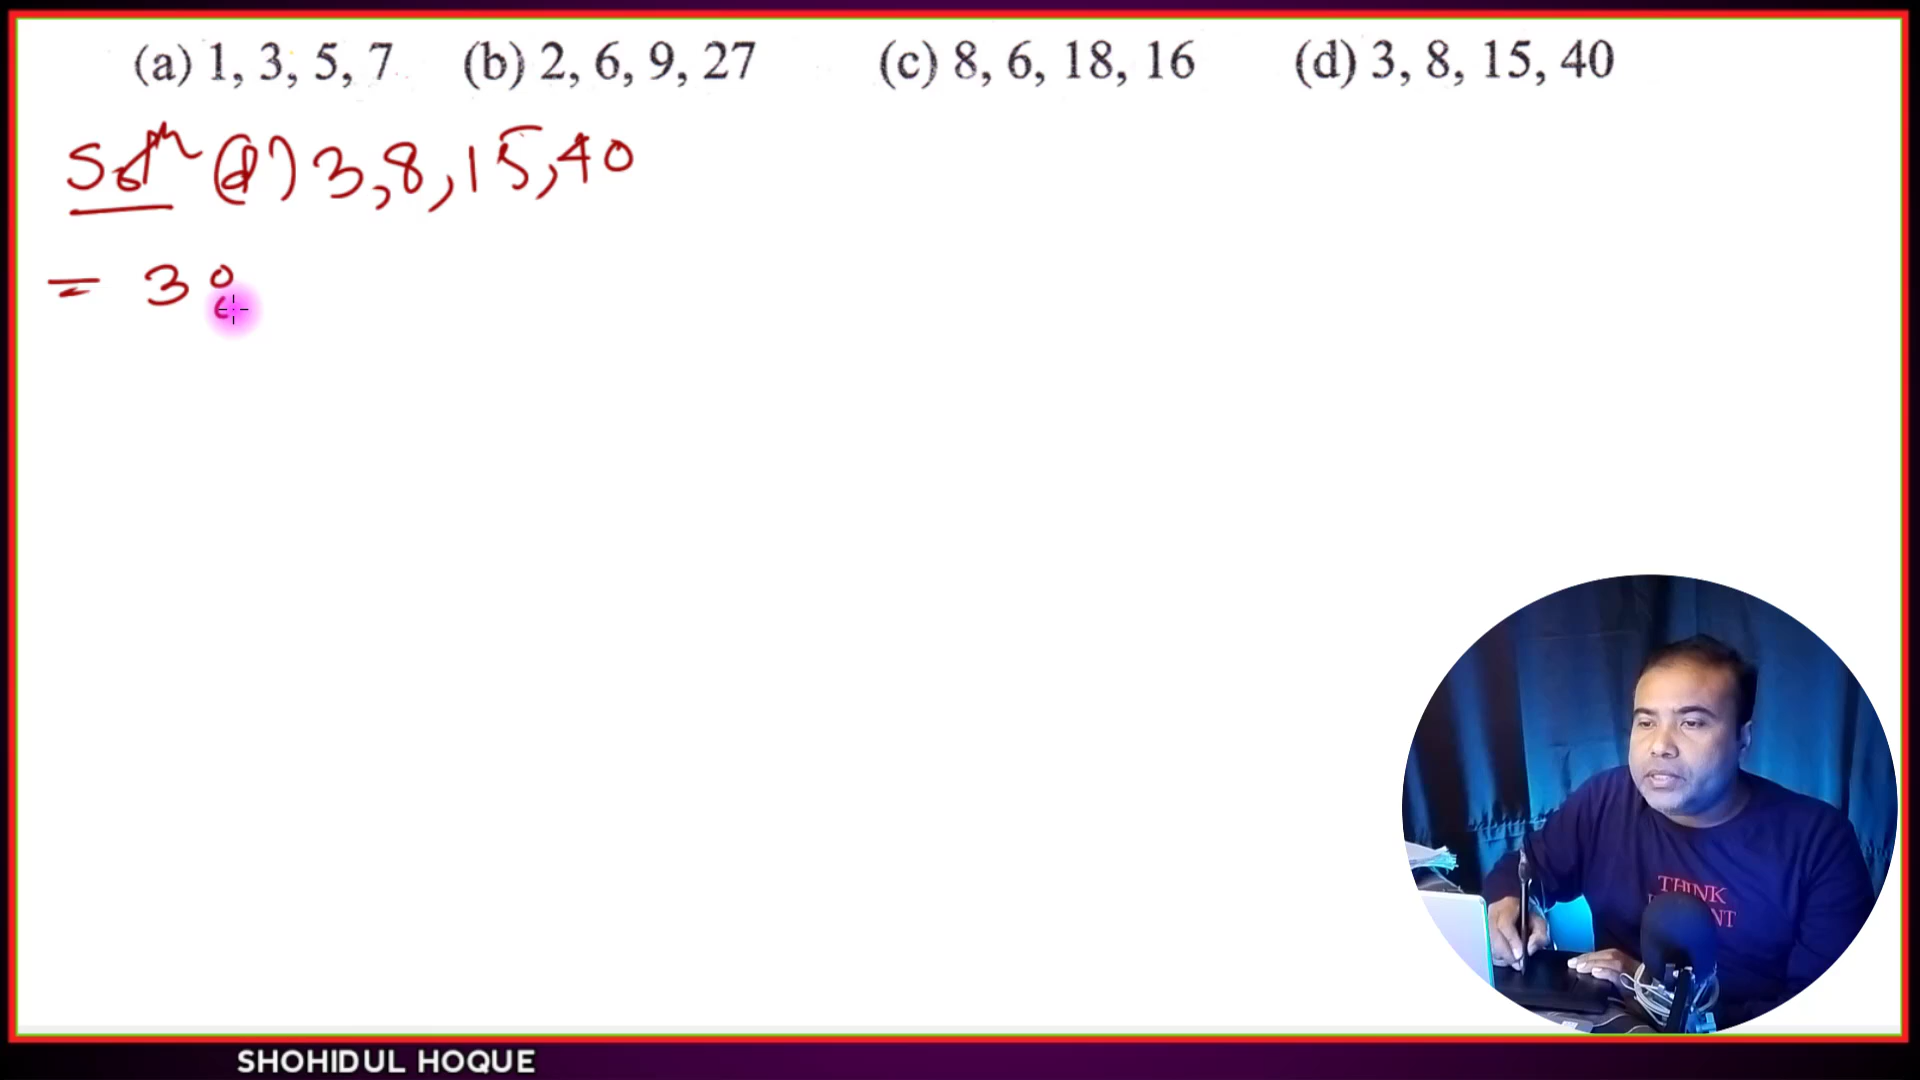 (a) 1, 3, 5, 7 (b) 2, 6, 9, 27 (c) 8, 6, 18, 16 (d) 3, 8, 15, 40
Solⁿ (d) 3, 8, 15, 40
= 3 :
THINK
NT
SHOHIDUL HOQUE